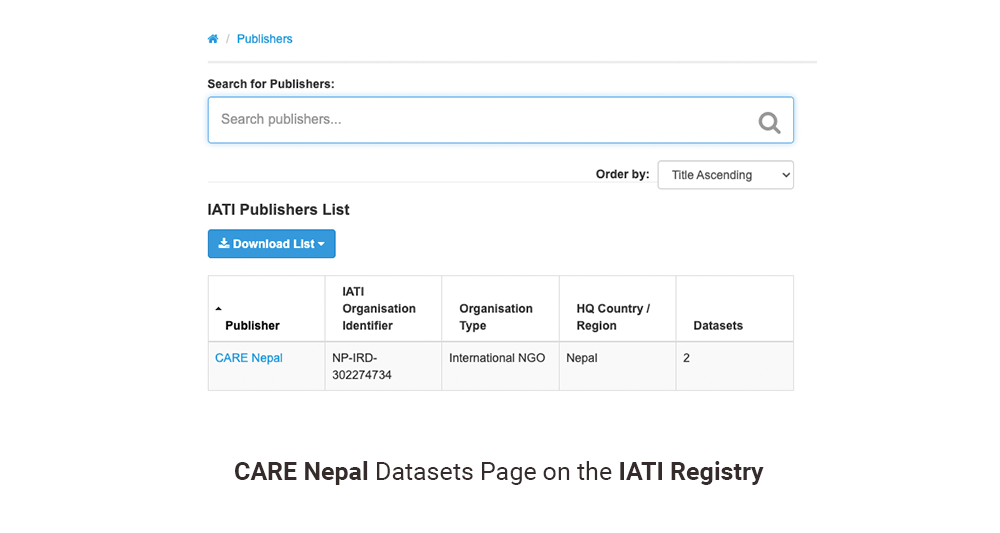 / Publishers
Search for Publishers:
Search publishers...
Order by: Title Ascending
IATI Publishers List
Download List
Publisher
IATI
Organisation
Identifier
Organisation
Type
HQ Country /
Region
Datasets
CARE Nepal
NP-IRD-
302274734
International NGO
Nepal
2
CARE Nepal Datasets Page on the IATI Registry